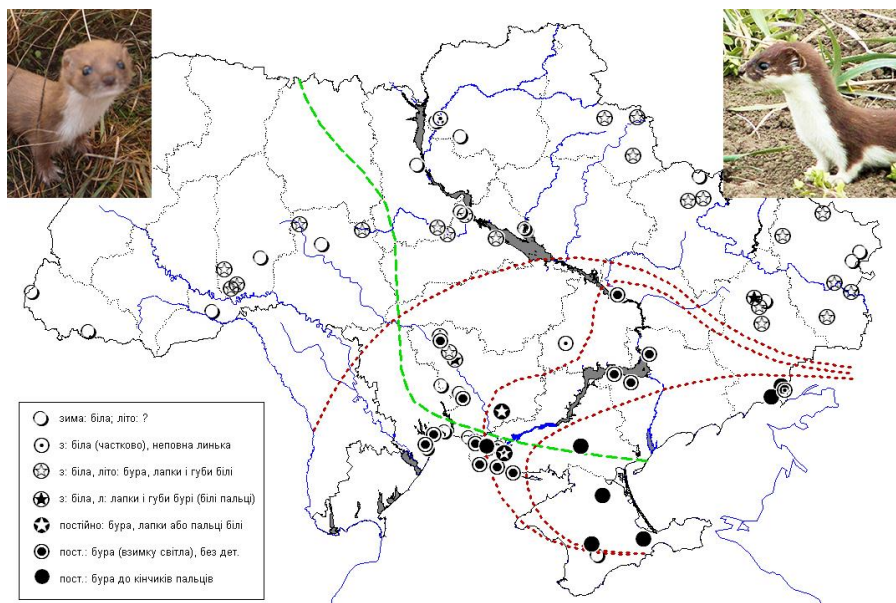 зима: біла; літо: ?
з: біла (частково), неповна линька
з: біла, літо: бура, лапки і губи білі
з: біла, л: лапки і губи бурі (білі пальці)
постійно: бура, лапки або пальці білі
пост.: бура (взимку світла), без дет.
пост.: бура до кінчиків пальців